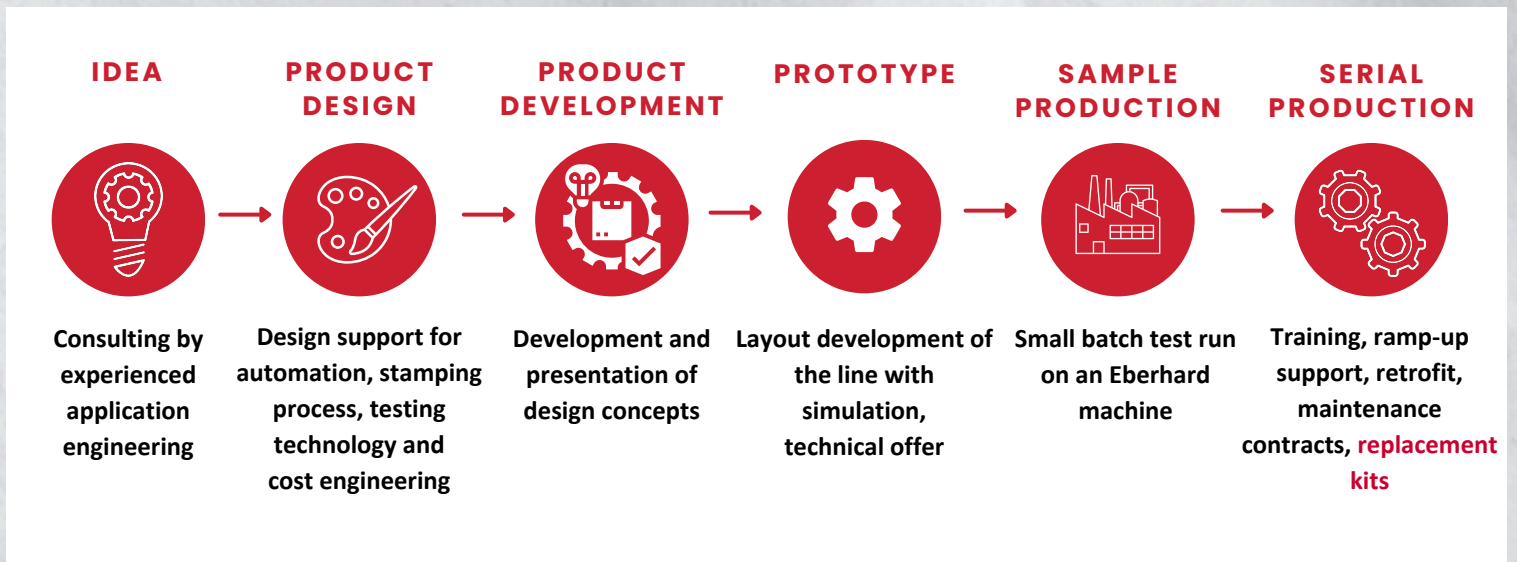 IDEA
Consulting by
experienced
application
engineering
PRODUCT
DESIGN
Design support for
automation, stamping
process, testing
technology and
cost engineering
PRODUCT
DEVELOPMENT
Development and
presentation of
design concepts
PROTOTYPE
Layout development of
the line with
simulation,
technical offer
SAMPLE
PRODUCTION
Small batch test run
on an Eberhard
machine
SERIAL
PRODUCTION
Training, ramp-up
support, retrofit,
maintenance
contracts, replacement
kits